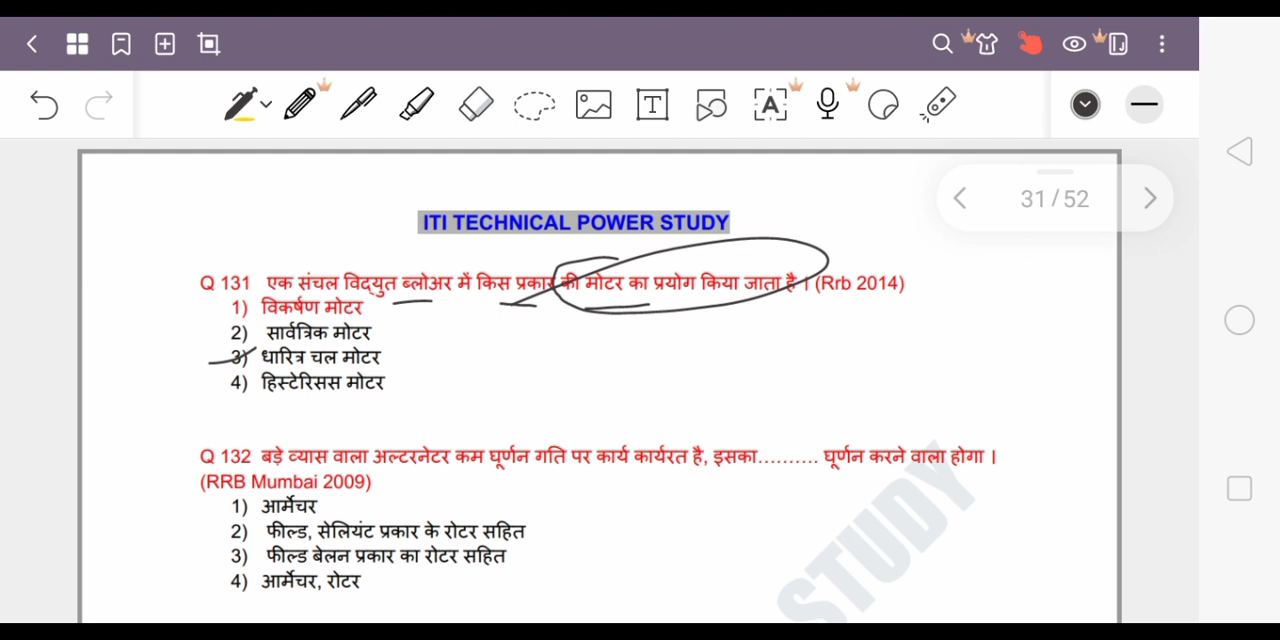 31/52
ITI TECHNICAL POWER STUDY
Q 131 एक संचल विद्युत ब्लोअर में किस प्रकार की मोटर का प्रयोग किया जाता है । (Rrb 2014)
1) विकर्षण मोटर
2) सार्वत्रिक मोटर
3) धारित्र चल मोटर
4) हिस्टेरिसस मोटर
Q 132 बड़े व्यास वाला अल्टरनेटर कम घूर्णन गति पर कार्य कार्यरत है, इसका.......... घूर्णन करने वाला होगा ।
(RRB Mumbai 2009)
1) आर्मेचर
2) फील्ड, सेलियंट प्रकार के रोटर सहित
3) फील्ड बेलन प्रकार का रोटर सहित
4) आर्मेचर, रोटर
STUDY